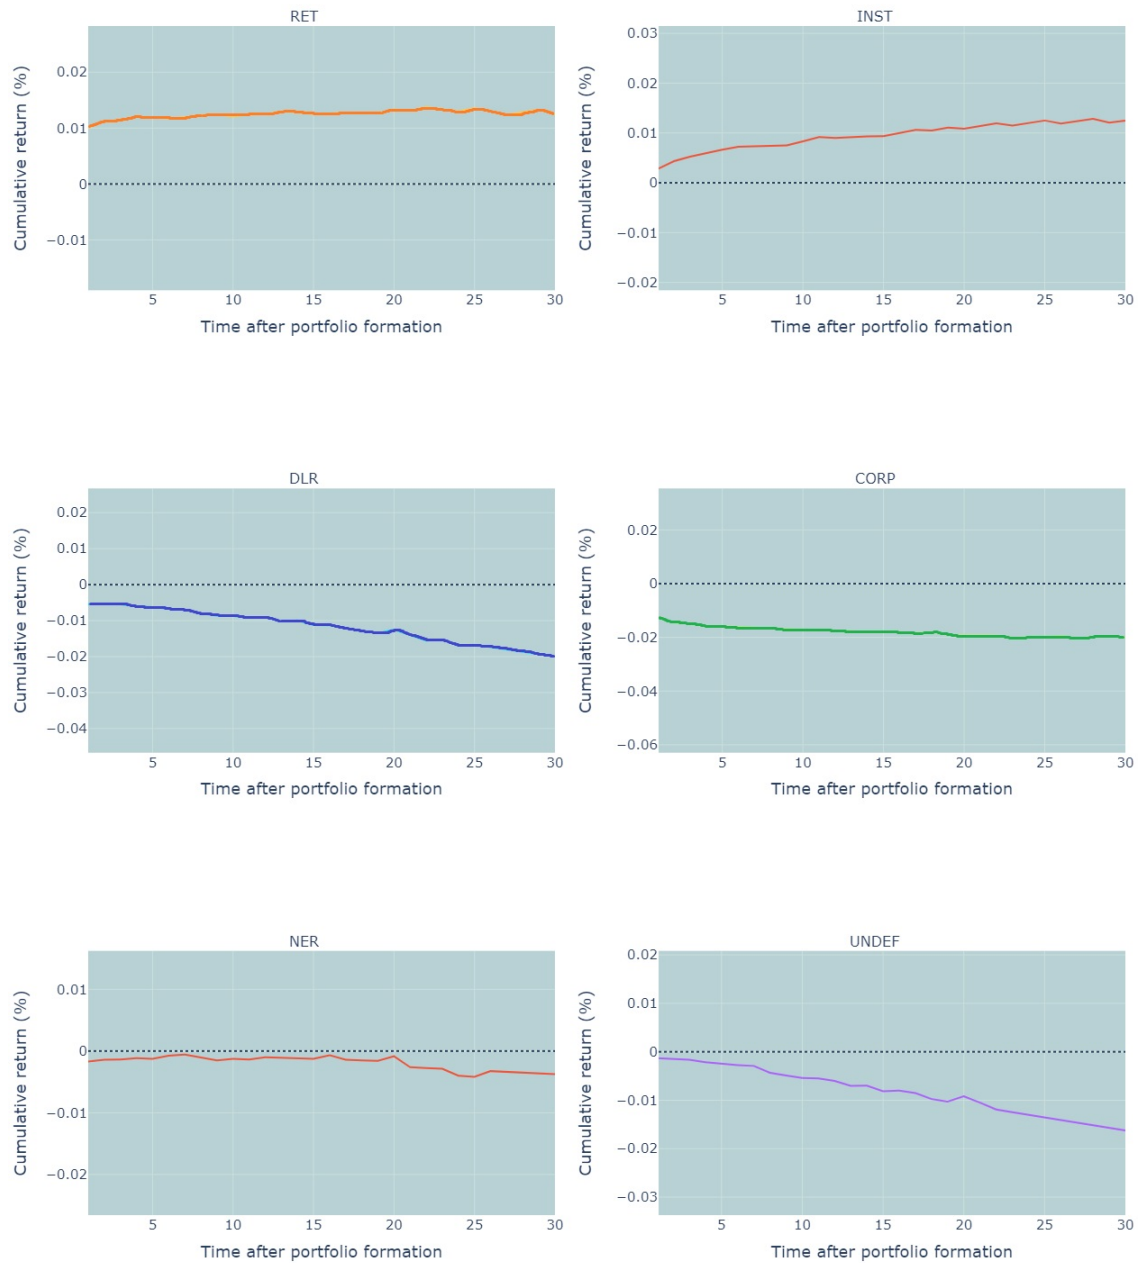 RET
0.02
0.01
0
−0.01
5 10 15 20 25 30
Cumulative return (%)
Time after portfolio formation
INST
0.03
0.02
0.01
0
−0.01
−0.02
5 10 15 20 25 30
Cumulative return (%)
Time after portfolio formation
DLR
0.02
0.01
0
−0.01
−0.02
−0.03
−0.04
5 10 15 20 25 30
Cumulative return (%)
Time after portfolio formation
CORP
0.02
0
−0.02
−0.04
−0.06
5 10 15 20 25 30
Cumulative return (%)
Time after portfolio formation
NER
0.01
0
−0.01
−0.02
5 10 15 20 25 30
Cumulative return (%)
Time after portfolio formation
UNDEF
0.02
0.01
0
−0.01
−0.02
−0.03
5 10 15 20 25 30
Cumulative return (%)
Time after portfolio formation